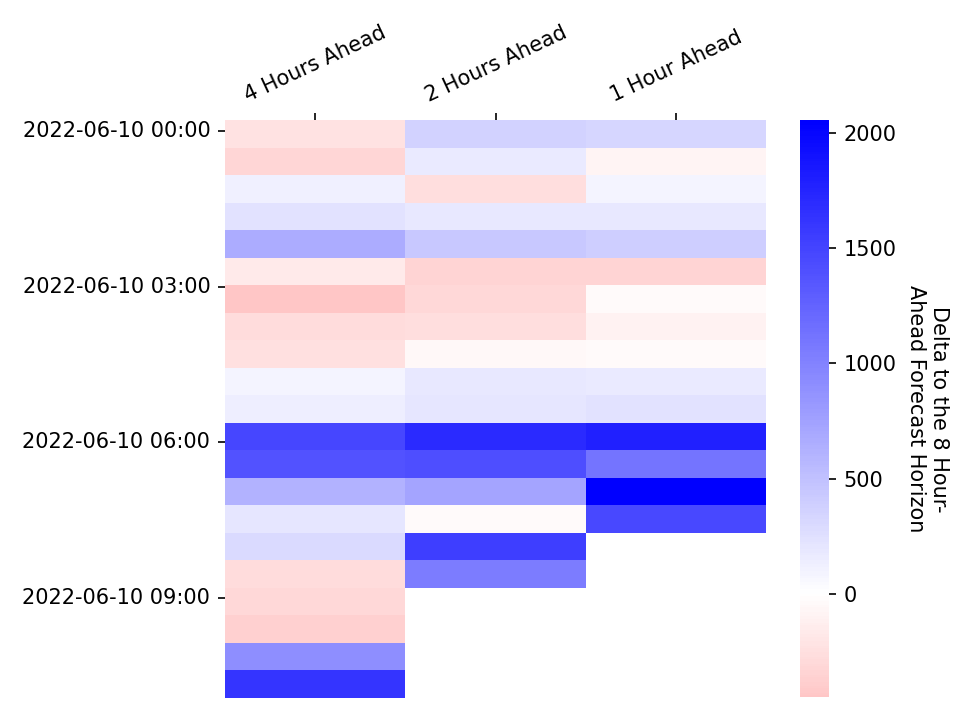 4 Hours Ahead
2 Hours Ahead
1 Hour Ahead
2022-06-10 00:00
2022-06-10 03:00
2022-06-10 06:00
2022-06-10 09:00
2000
1500
1000
500
0
Delta to the 8 Hour-
Ahead Forecast Horizon